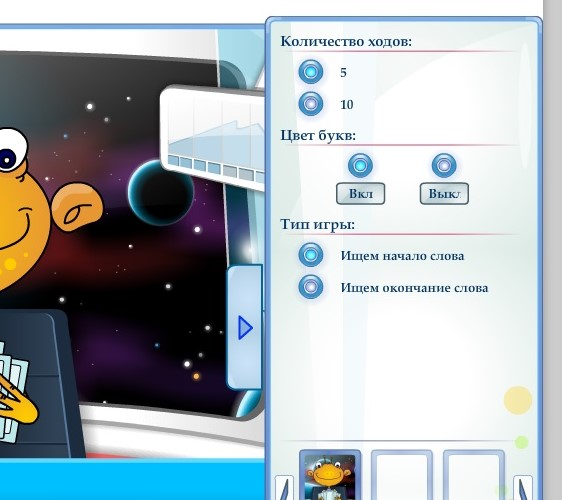 Количество ходов:
5
10
Цвет букв:
Вкл Выкл
Тип игры:
Ищем начало слова
Ищем окончание слова